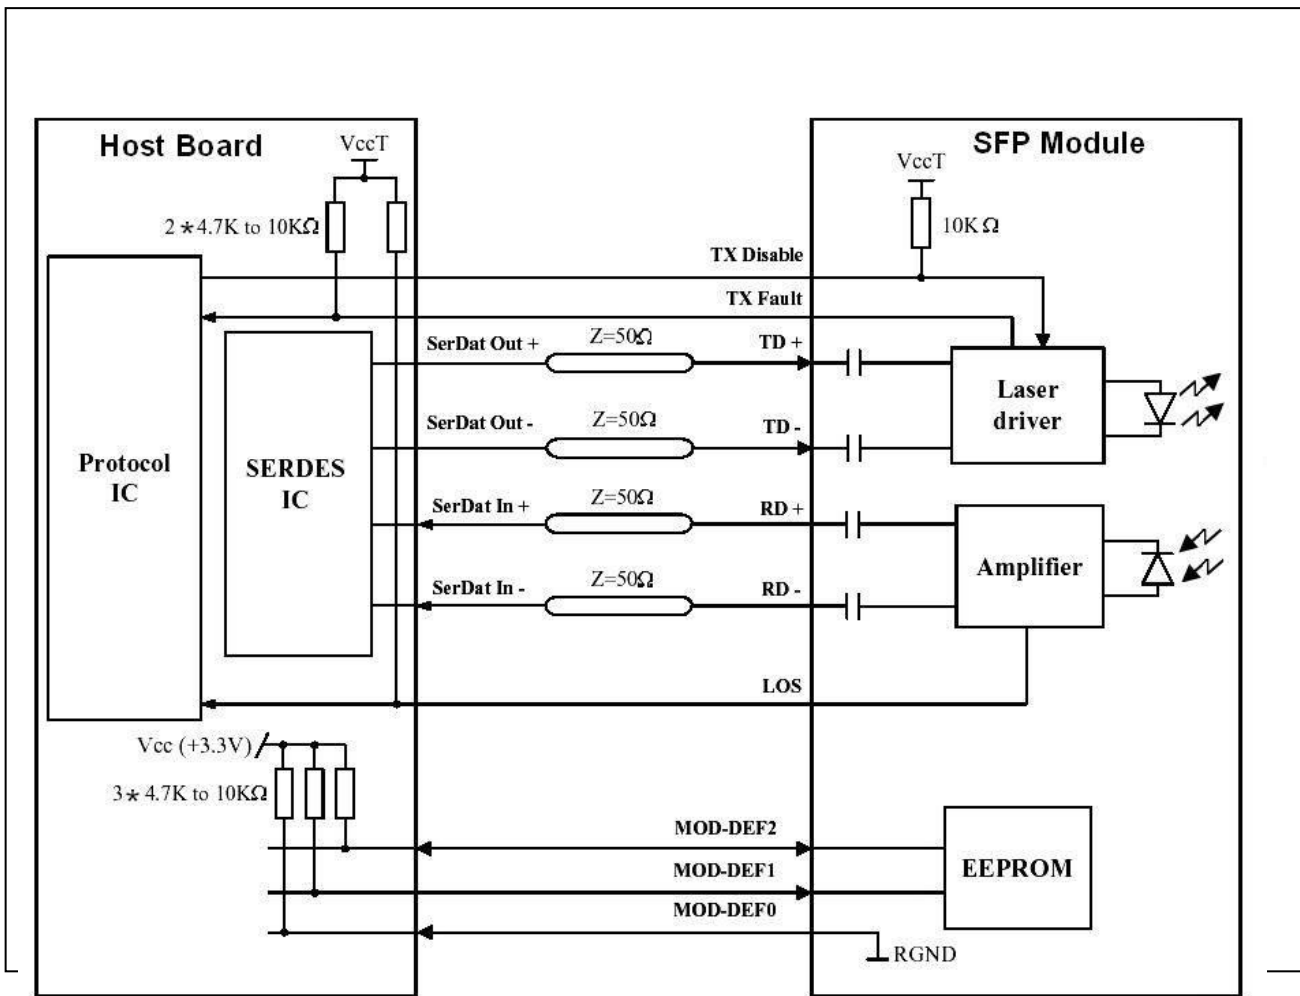 Host Board
SFP Module
VccT
VccT
2*4.7K to 10KΩ
10KΩ
TX Disable
TX Fault
SerDat Out +
Z=50Ω
TD +
Laser
driver
SerDat Out -
Z=50Ω
TD -
Protocol
IC
SERDES
IC
SerDat In +
Z=50Ω
RD +
Amplifier
SerDat In -
Z=50Ω
RD -
LOS
Vcc (+3.3V)
3*4.7K to 10KΩ
MOD-DEF2
MOD-DEF1
EEPROM
MOD-DEF0
RGND